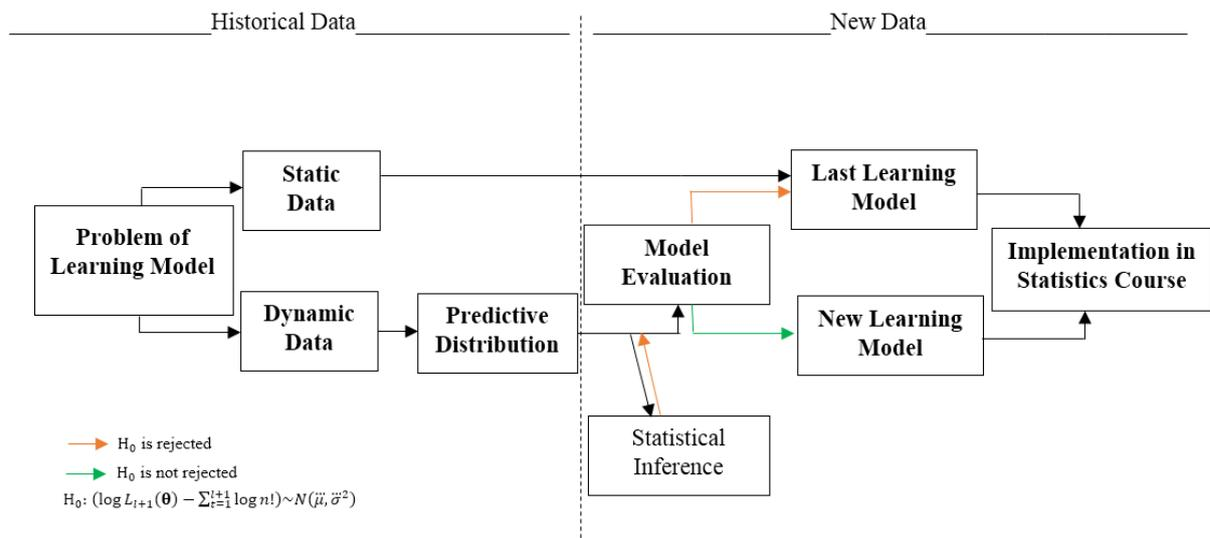 Historical Data
New Data
Static
Data
Last Learning
Model
Problem of
Learning Model
Model
Evaluation
Implementation in
Statistics Course
Dynamic
Data
Predictive
Distribution
New Learning
Model
Statistical
Inference
H₀ is rejected
H₀ is not rejected
H₀: (log L_{l+1}(θ) − ∑_{t=1}^{l+1} log n!)~N(μ̈, σ̈²)